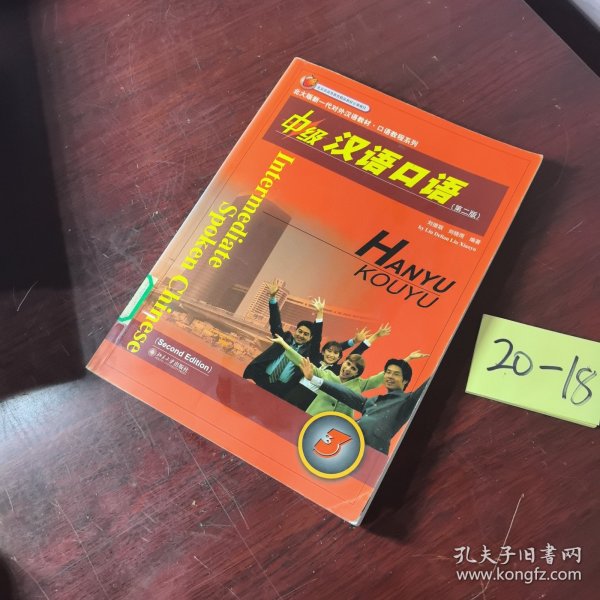 北大版新一代对外汉语教材·口语教程系列
中级汉语口语
(第二版)
刘德联 刘晓雨 编著
by Liu Delian Liu Xiaoyu
HANYU
KOUYU
Intermediate
Spoken Chinese
(Second Edition)
北京大学出版社
3
20-18
孔夫子旧书网
www.kongfz.com